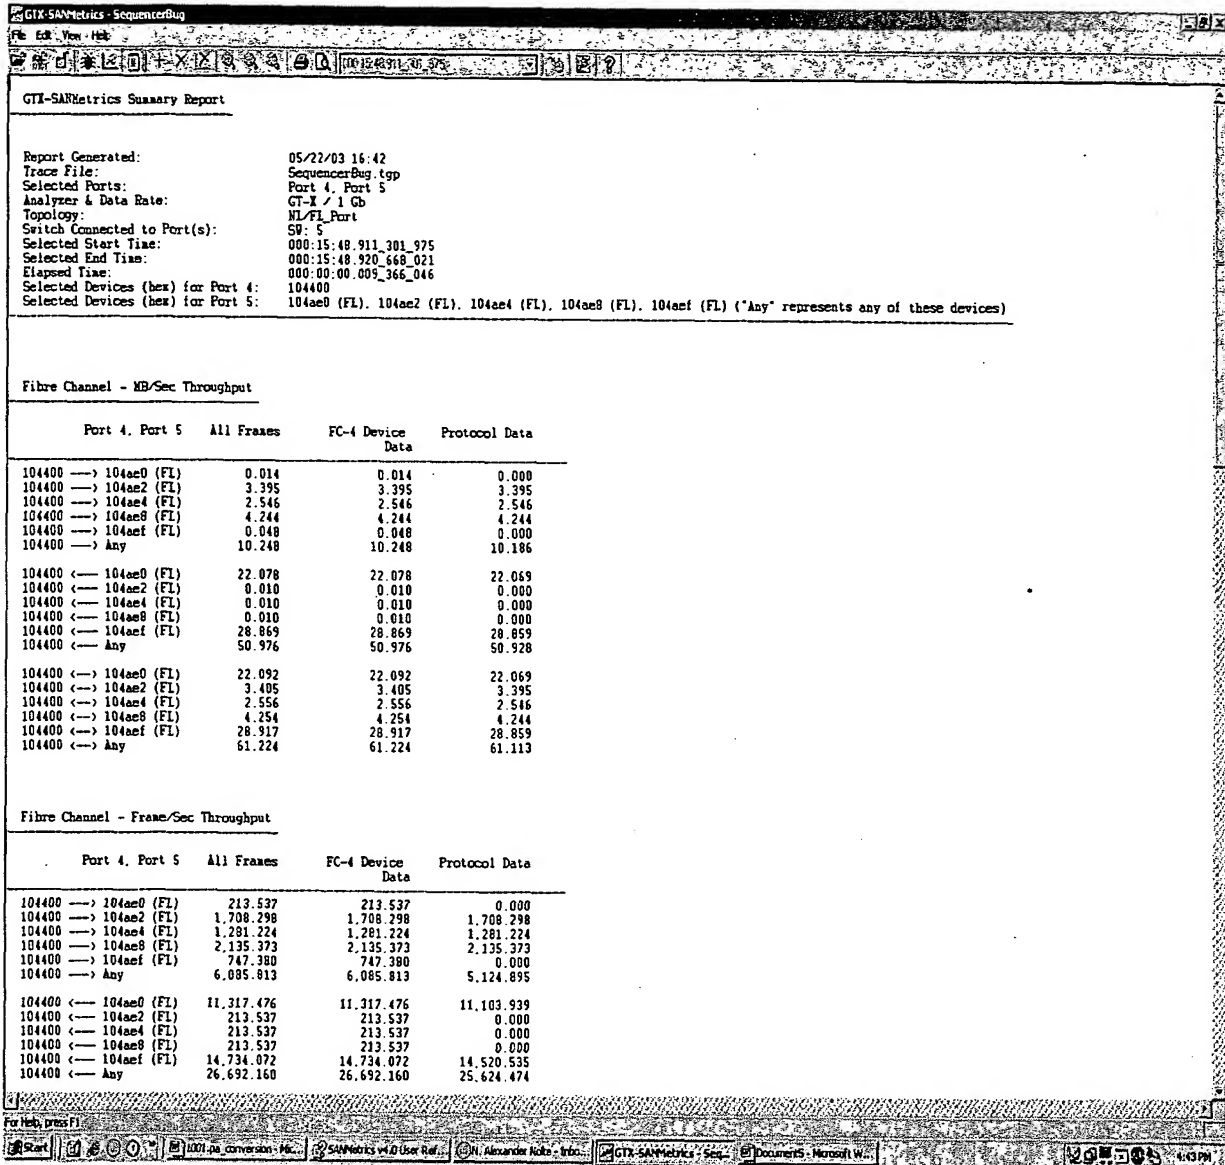 GTX-SANMetrics - SequencerBug
File Edit View Help
GTX-SANMetrics Summary Report
Report Generated: 05/22/03 16:42
Trace File: SequencerBug.tgp
Selected Ports: Port 4, Port 5
Analyzer & Data Rate: GT-X / 1 Gb
Topology: NL/FL_Port
Switch Connected to Port(s): SW: 5
Selected Start Time: 000:15:48.911_301_975
Selected End Time: 000:15:48.920_668_021
Elapsed Time: 000:00:00.009_366_046
Selected Devices (hex) for Port 4: 104400
Selected Devices (hex) for Port 5: 104ae0 (FL), 104ae2 (FL), 104ae4 (FL), 104ae8 (FL), 104aef (FL) ("Any" represents any of these devices)
Fibre Channel - MB/Sec Throughput
Port 4, Port 5 All Frames FC-4 Device Data Protocol Data
104400 ---> 104ae0 (FL) 0.014 0.014 0.000
104400 ---> 104ae2 (FL) 3.395 3.395 3.395
104400 ---> 104ae4 (FL) 2.546 2.546 2.546
104400 ---> 104ae8 (FL) 4.244 4.244 4.244
104400 ---> 104aef (FL) 0.048 0.048 0.000
104400 ---> Any 10.248 10.248 10.186
104400 <--- 104ae0 (FL) 22.078 22.078 22.069
104400 <--- 104ae2 (FL) 0.010 0.010 0.000
104400 <--- 104ae4 (FL) 0.010 0.010 0.000
104400 <--- 104ae8 (FL) 0.010 0.010 0.000
104400 <--- 104aef (FL) 28.869 28.869 28.859
104400 <--- Any 50.976 50.976 50.928
104400 <--> 104ae0 (FL) 22.092 22.092 22.069
104400 <--> 104ae2 (FL) 3.405 3.405 3.395
104400 <--> 104ae4 (FL) 2.556 2.556 2.546
104400 <--> 104ae8 (FL) 4.254 4.254 4.244
104400 <--> 104aef (FL) 28.917 28.917 28.859
104400 <--> Any 61.224 61.224 61.113
Fibre Channel - Frame/Sec Throughput
Port 4, Port 5 All Frames FC-4 Device Data Protocol Data
104400 ---> 104ae0 (FL) 213.537 213.537 0.000
104400 ---> 104ae2 (FL) 1,708.298 1,708.298 1,708.298
104400 ---> 104ae4 (FL) 1,281.224 1,281.224 1,281.224
104400 ---> 104ae8 (FL) 2,135.373 2,135.373 2,135.373
104400 ---> 104aef (FL) 747.380 747.380 0.000
104400 ---> Any 6,085.813 6,085.813 5,124.895
104400 <--- 104ae0 (FL) 11,317.476 11,317.476 11,103.939
104400 <--- 104ae2 (FL) 213.537 213.537 0.000
104400 <--- 104ae4 (FL) 213.537 213.537 0.000
104400 <--- 104ae8 (FL) 213.537 213.537 0.000
104400 <--- 104aef (FL) 14,734.072 14,734.072 14,520.535
104400 <--- Any 26,692.160 26,692.160 25,624.474
For Help, press F1
Start 1001.pa_conversion - Mic... SANMetrics v4.0 User Ref... N. Alexander Nolte - Inbo... GTX-SANMetrics - Seq... Document5 - Microsoft W... 4:43 PM